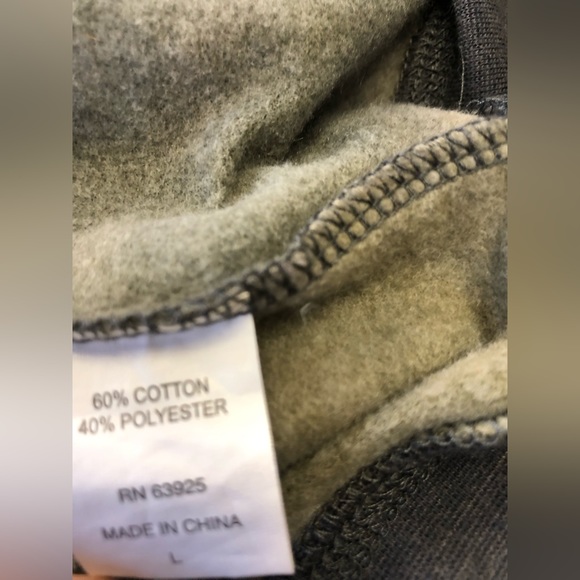 60% COTTON
40% POLYESTER
RN 63925
MADE IN CHINA
L